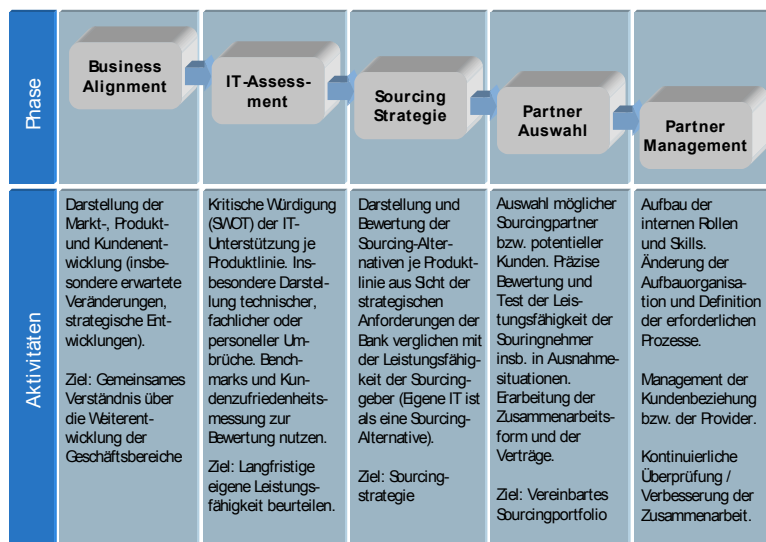 Phase
Business
Alignment
IT-Assess-
ment
Sourcing
Strategie
Partner
Auswahl
Partner
Management
Aktivitäten
Darstellung der
Markt-, Produkt-
und Kundenent-
wicklung (insbe-
sondere erwartete
Veränderungen,
strategische Ent-
wicklungen).
Ziel: Gemeinsames
Verständnis über
die Weiterent-
wicklung der
Geschäftsbereiche
Kritische Würdigung
(SWOT) der IT-
Unterstützung je
Produktlinie. Ins-
besondere Darstel-
lung technischer,
fachlicher oder
personeller Um-
brüche. Bench-
marks und Kun-
denzufriedenheits-
messung zur
Bewertung nutzen.
Ziel: Langfristige
eigene Leistungs-
fähigkeit beurteilen.
Darstellung und
Bewertung der
Sourcing-Alter-
nativen je Produkt-
linie aus Sicht der
strategischen
Anforderungen der
Bank verglichen mit
der Leistungsfähig-
keit der Sourcing-
geber (Eigene IT ist
als eine Sourcing-
Alternative).
Ziel: Sourcing-
strategie
Auswahl möglicher
Sourcingpartner
bzw. potentieller
Kunden. Präzise
Bewertung und
Test der Leis-
tungsfähigkeit der
Souringnehmer
insb. in Ausnahme-
situationen.
Erarbeitung der
Zusammenarbeits-
form und der
Verträge.
Ziel: Vereinbartes
Sourcingportfolio
Aufbau der
internen Rollen
und Skills.
Änderung der
Aufbauorganisa-
tion und Definition
der erforderlichen
Prozesse.
Management der
Kundenbeziehung
bzw. der Provider.
Kontinuierliche
Überprüfung /
Verbesserung der
Zusammenarbeit.